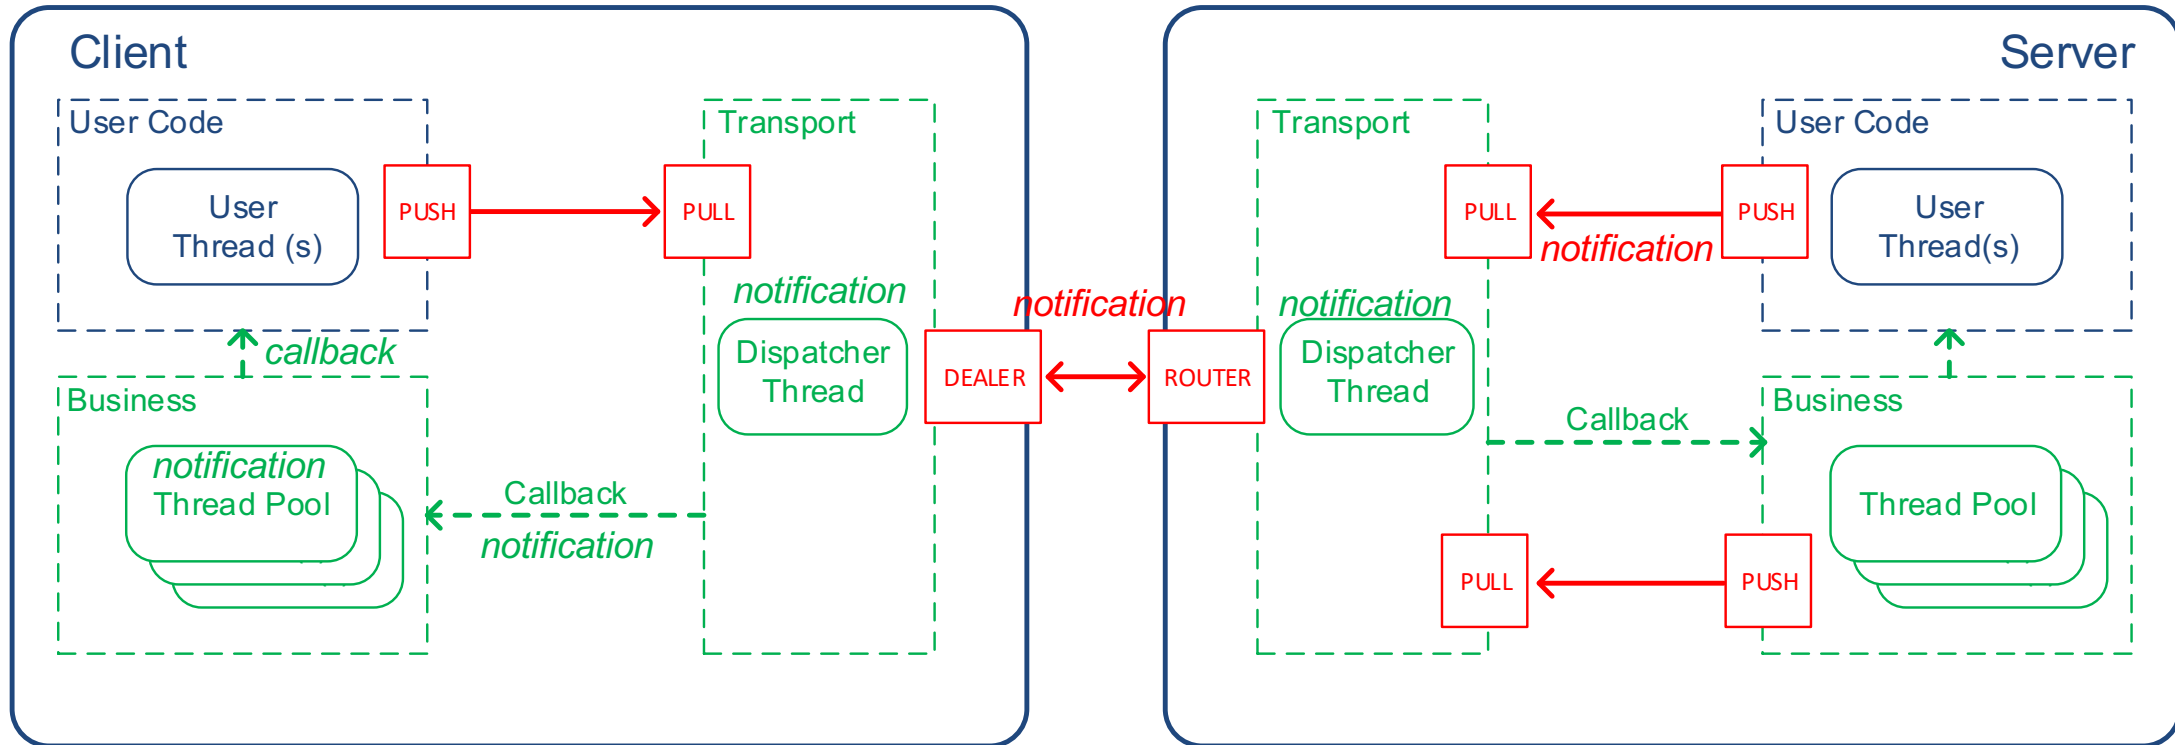 Client
User Code
User
Thread (s)
PUSH
PULL
Transport
notification
Dispatcher
Thread
DEALER
callback
Business
notification
Thread Pool
Callback
notification
notification
Server
Transport
PULL
notification
PUSH
User Code
User
Thread(s)
notification
Dispatcher
Thread
ROUTER
Callback
Business
Thread Pool
PULL
PUSH